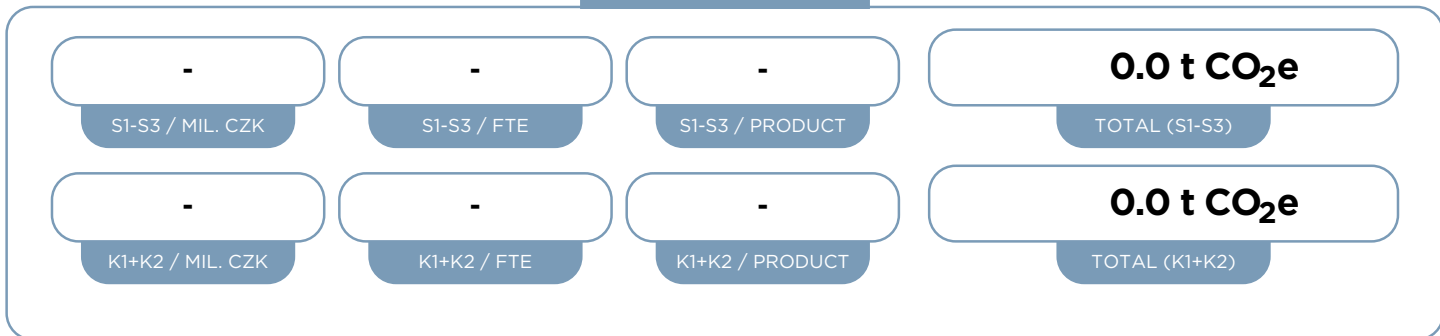 - - - 0.0 t CO₂e
S1-S3 / MIL. CZK S1-S3 / FTE S1-S3 / PRODUCT TOTAL (S1-S3)
- - - 0.0 t CO₂e
K1+K2 / MIL. CZK K1+K2 / FTE K1+K2 / PRODUCT TOTAL (K1+K2)